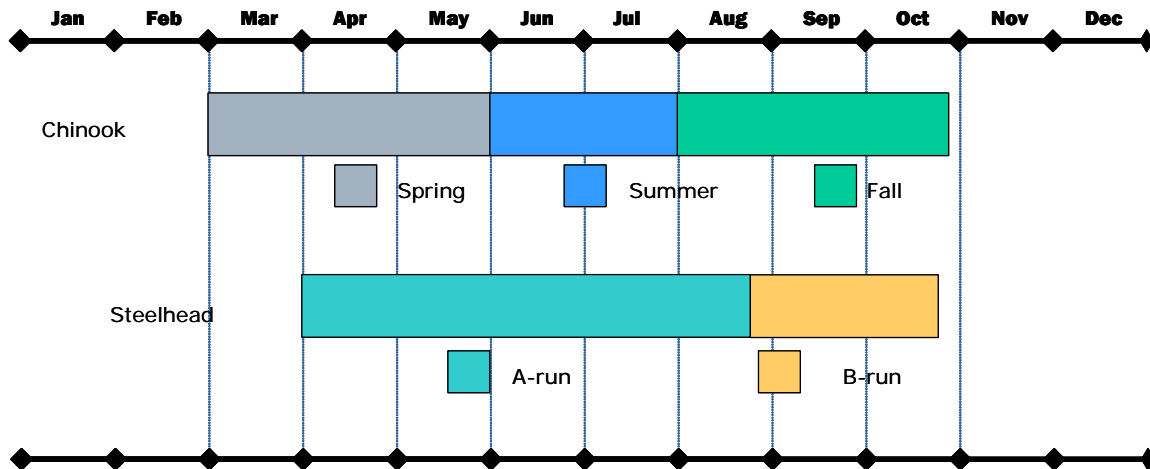 Jan Feb Mar Apr May Jun Jul Aug Sep Oct Nov Dec
Chinook
Spring Summer Fall
Steelhead
A-run B-run